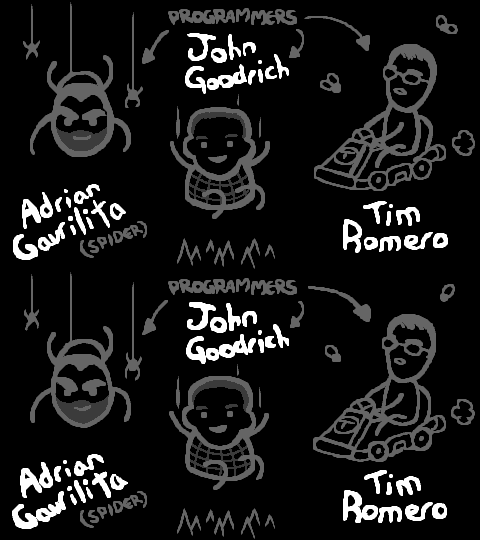 PROGRAMMERS
John
Goodrich
Adrian
Gavrilita
(SPIDER)
Tim
Romero
PROGRAMMERS
John
Goodrich
Adrian
Gavrilita
(SPIDER)
Tim
Romero